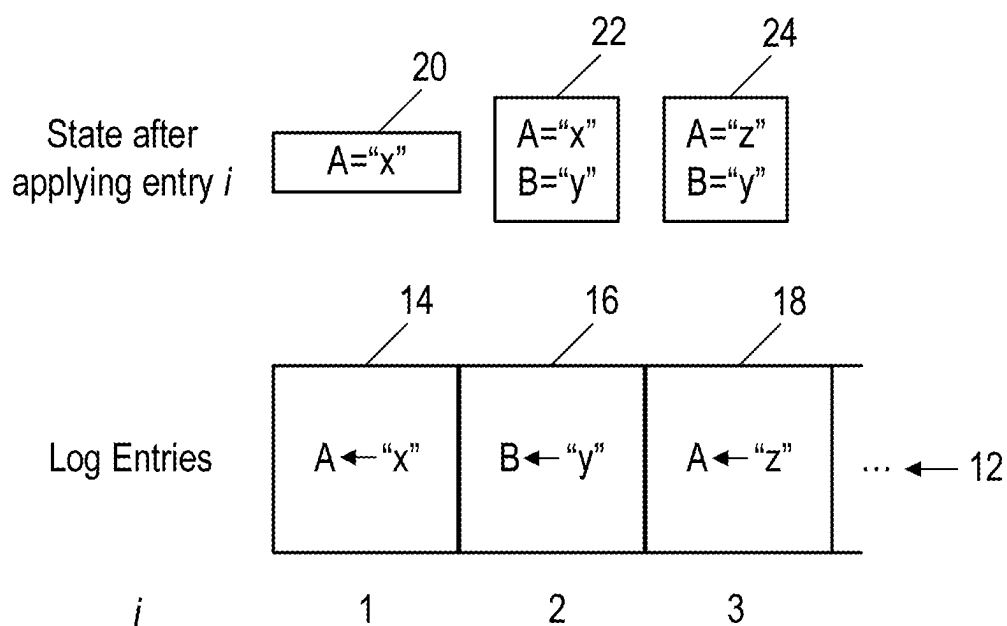 20 22 24
State after
applying entry i
A=“x”
A=“x”
B=“y”
A=“z”
B=“y”
14 16 18
Log Entries
A ← “x” B ← “y” A ← “z” ... ← 12
i 1 2 3